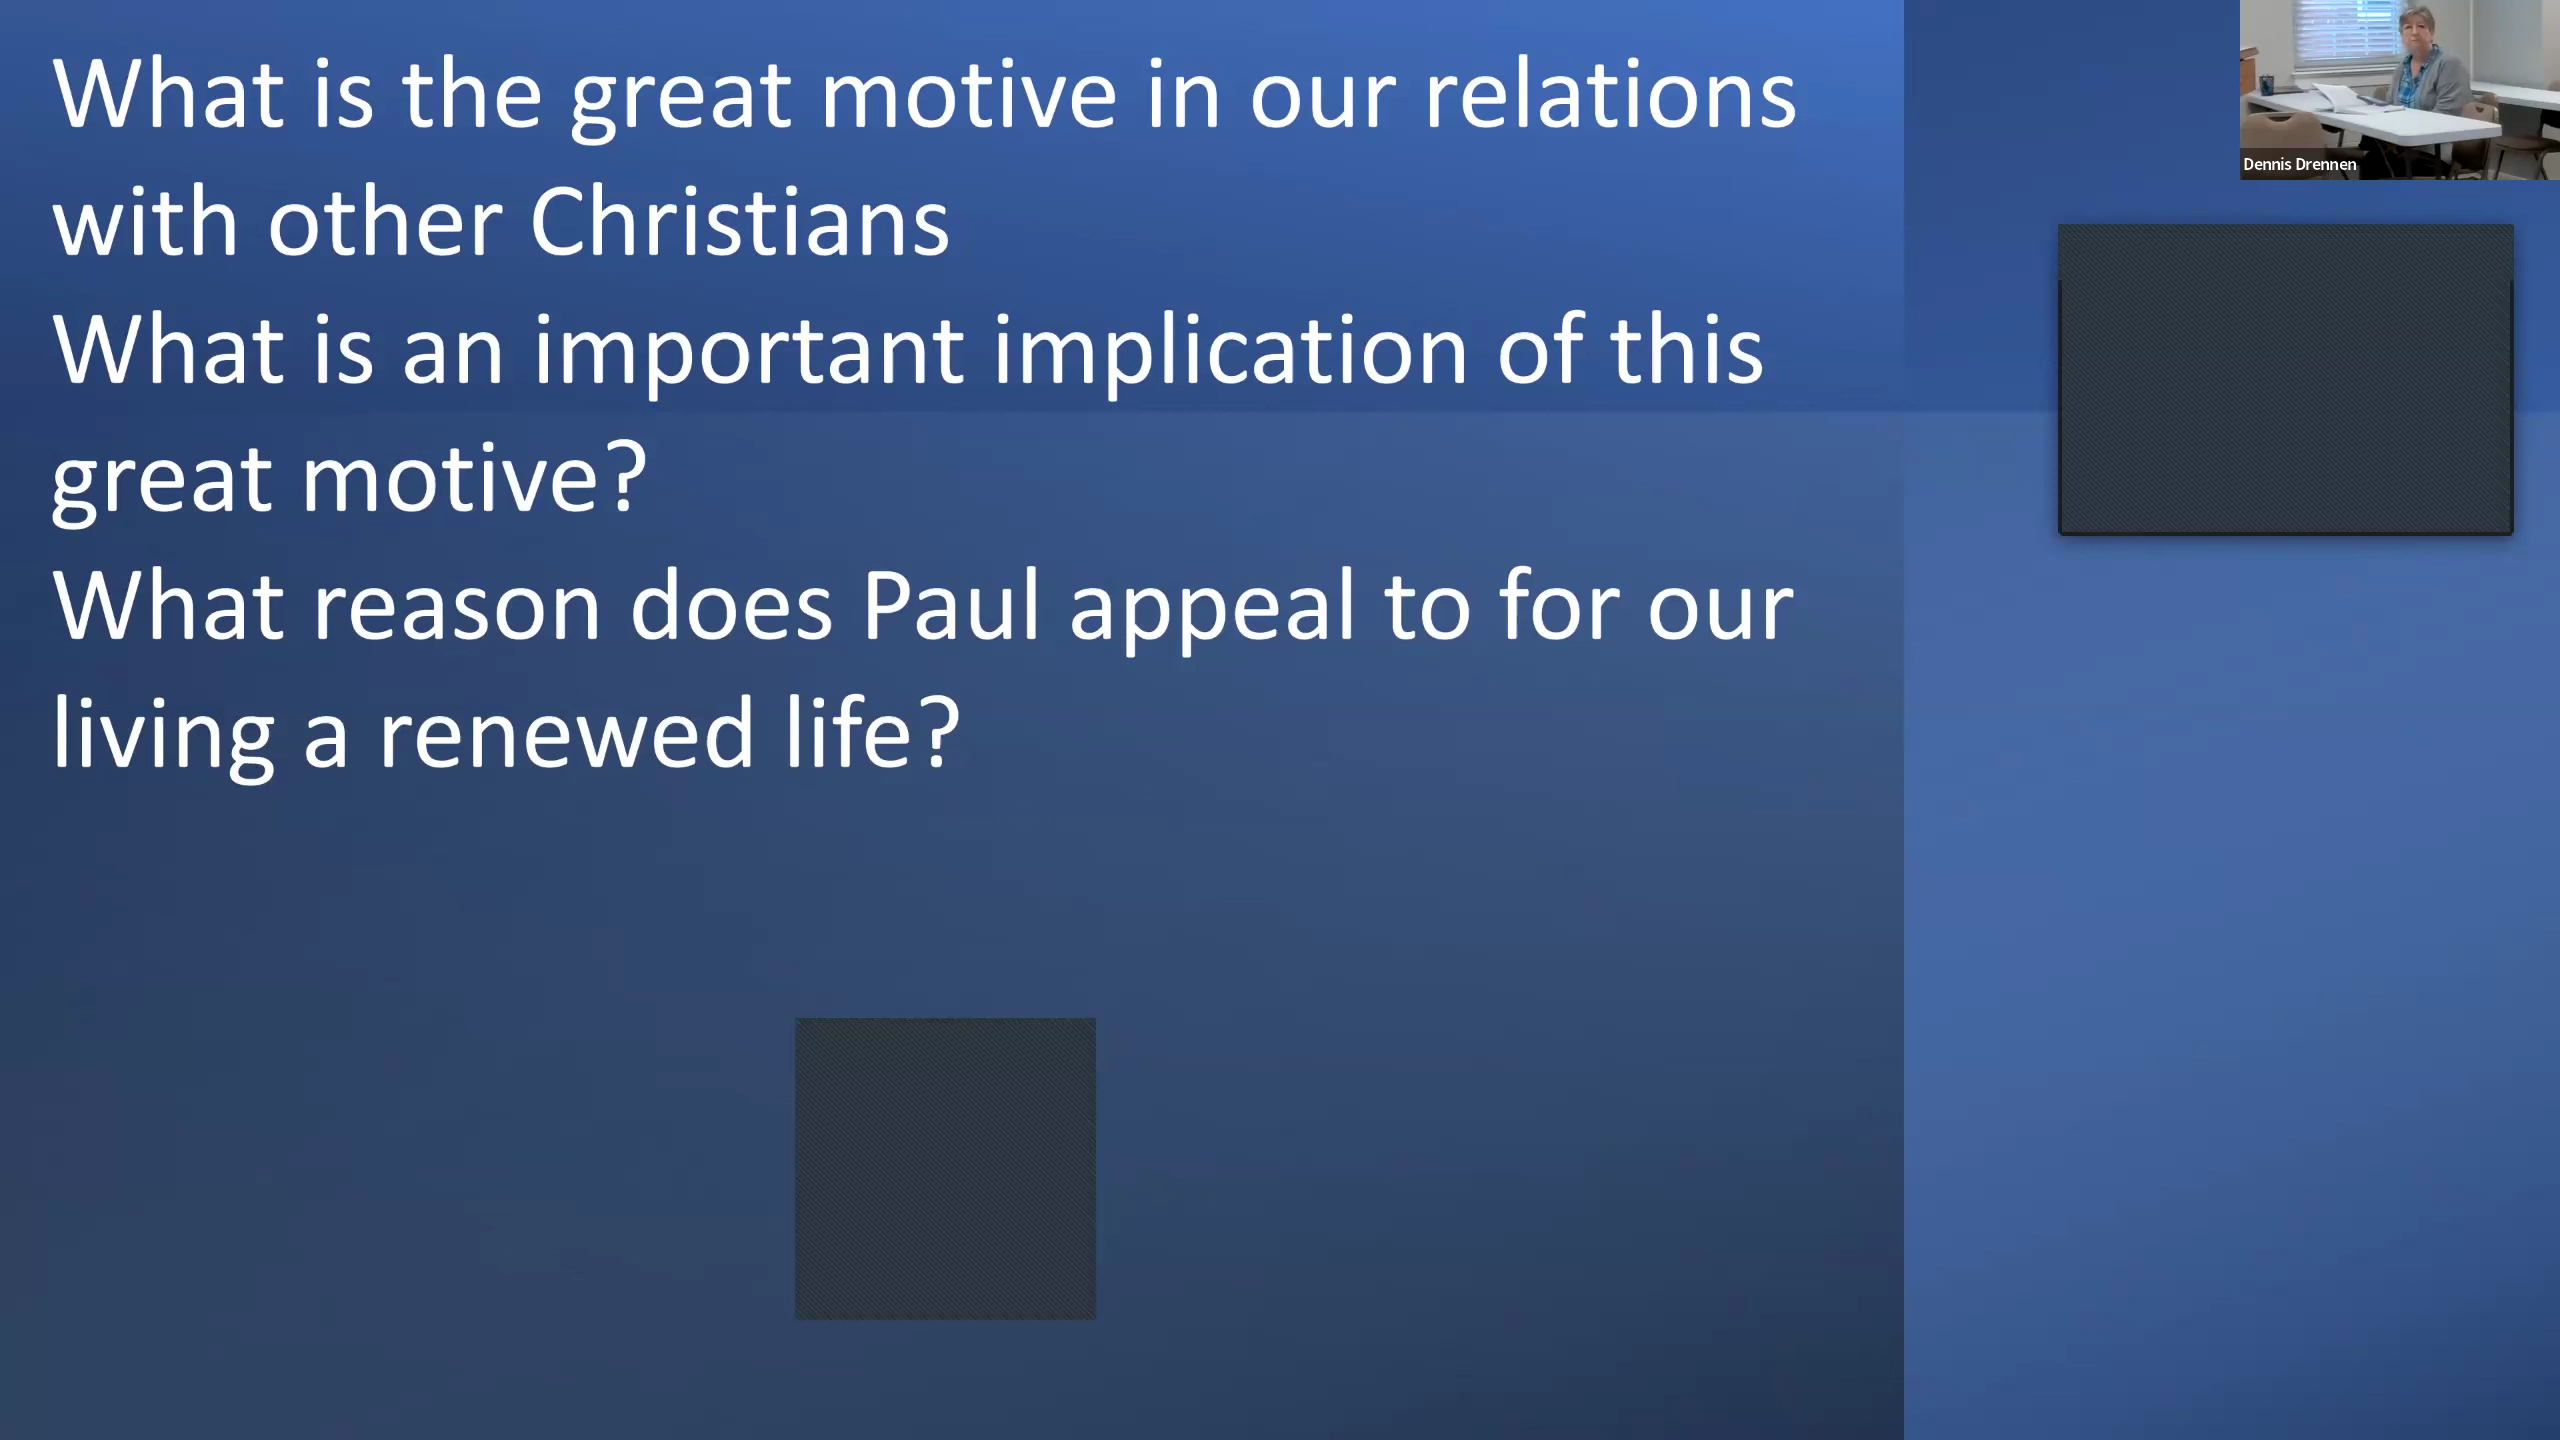 What is the great motive in our relations
with other Christians
What is an important implication of this
great motive?
What reason does Paul appeal to for our
living a renewed life?
Dennis Drennen